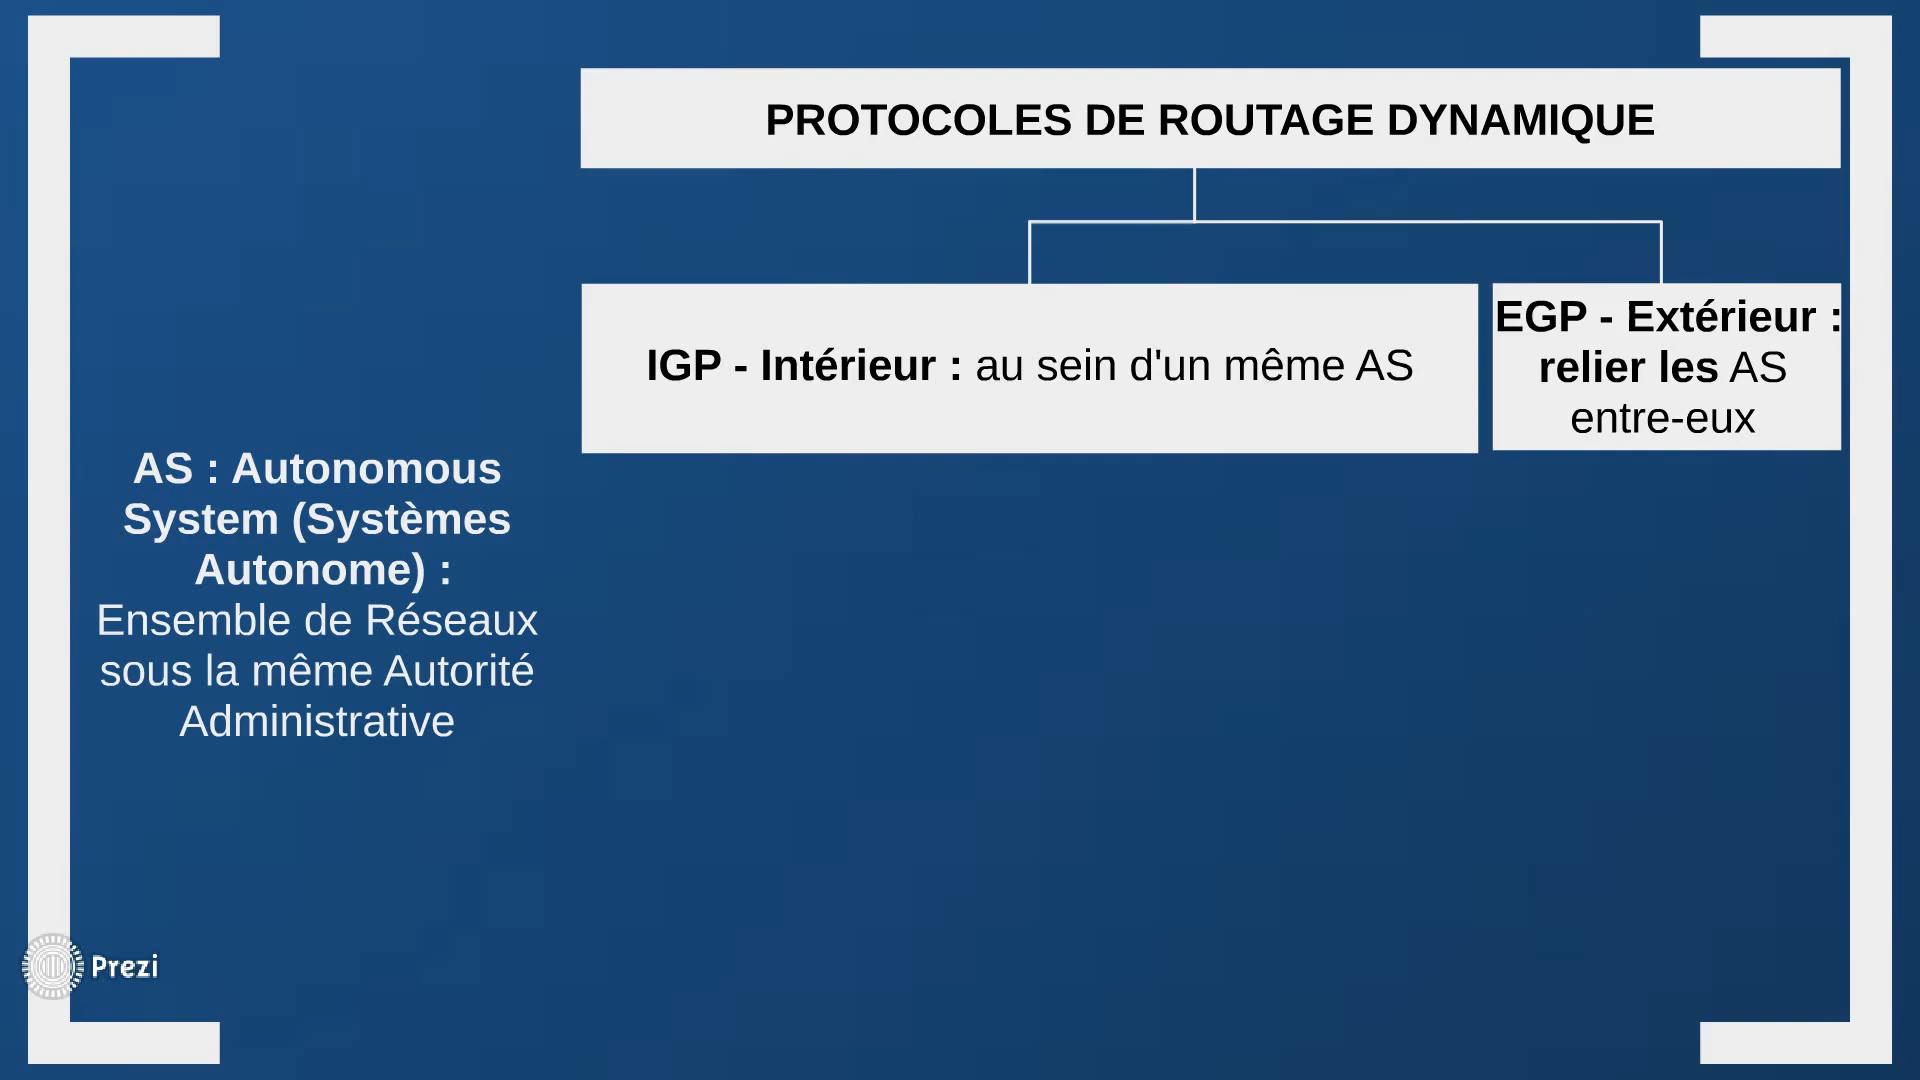 PROTOCOLES DE ROUTAGE DYNAMIQUE
IGP - Intérieur : au sein d'un même AS
EGP - Extérieur :
relier les AS
entre-eux
AS : Autonomous
System (Systèmes
Autonome) :
Ensemble de Réseaux
sous la même Autorité
Administrative
Prezi